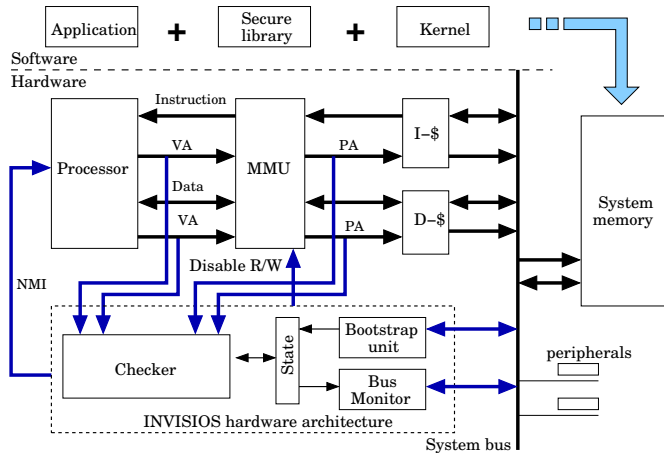 Application
+
Secure
library
+
Kernel
Software
Hardware
Instruction
VA
PA
I-$
Processor
MMU
Data
VA
PA
D-$
System
memory
Disable R/W
NMI
Checker
State
Bootstrap
unit
Bus
Monitor
peripherals
INVISIOS hardware architecture
System bus